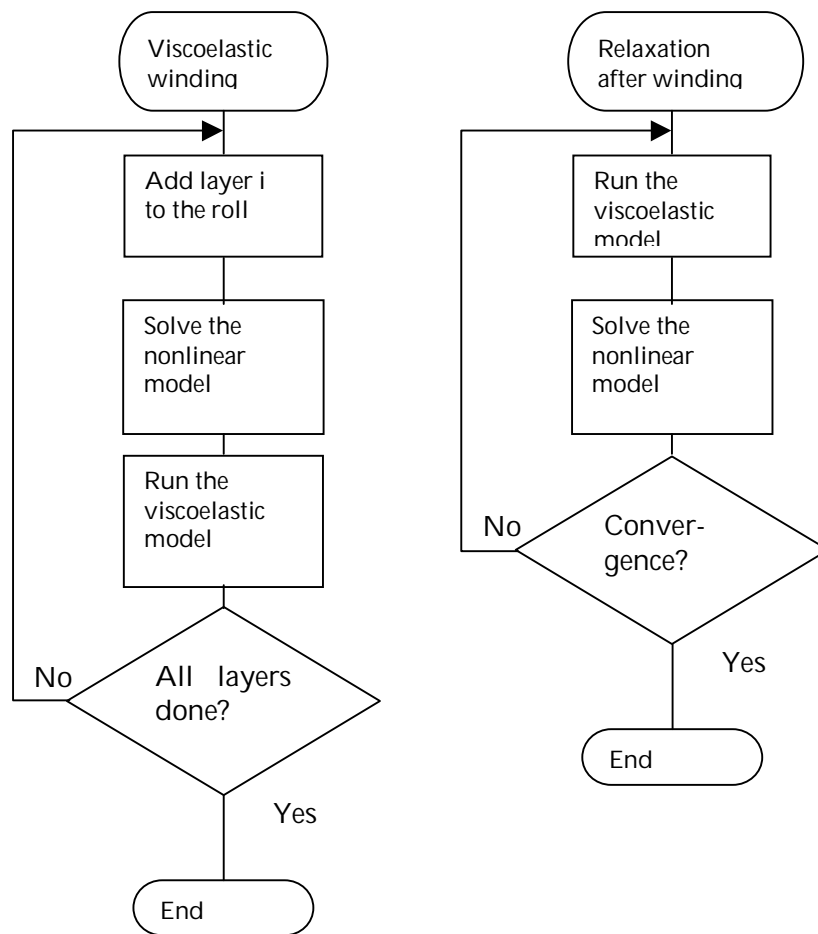 Viscoelastic
winding
Add layer i
to the roll
Solve the
nonlinear
model
Run the
viscoelastic
model
No
All layers
done?
Yes
End
Relaxation
after winding
Run the
viscoelastic
model
Solve the
nonlinear
model
No
Conver-
gence?
Yes
End